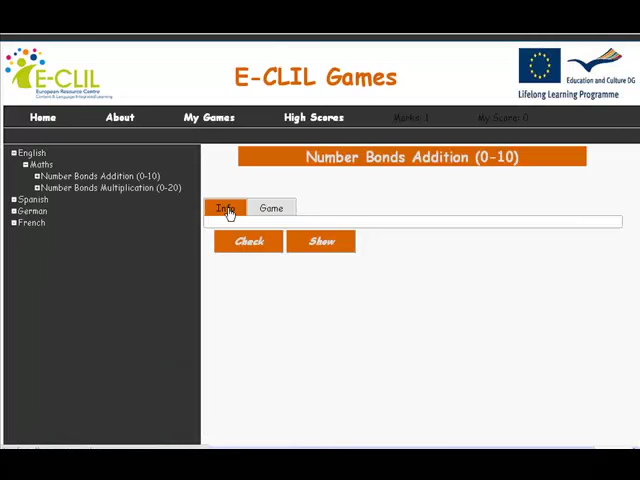 E-CLIL
European Resource Centre
Content & Language Integrated Learning
E-CLIL Games
Education and Culture DG
Lifelong Learning Programme
Home About My Games High Scores Marks: 1 My Score: 0
English
Maths
Number Bonds Addition (0-10)
Number Bonds Multiplication (0-20)
Spanish
German
French
Number Bonds Addition (0-10)
Info Game
Check Show